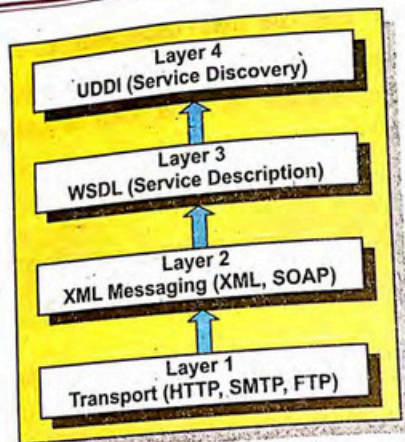 Layer 4
UDDI (Service Discovery)
Layer 3
WSDL (Service Description)
Layer 2
XML Messaging (XML, SOAP)
Layer 1
Transport (HTTP, SMTP, FTP)